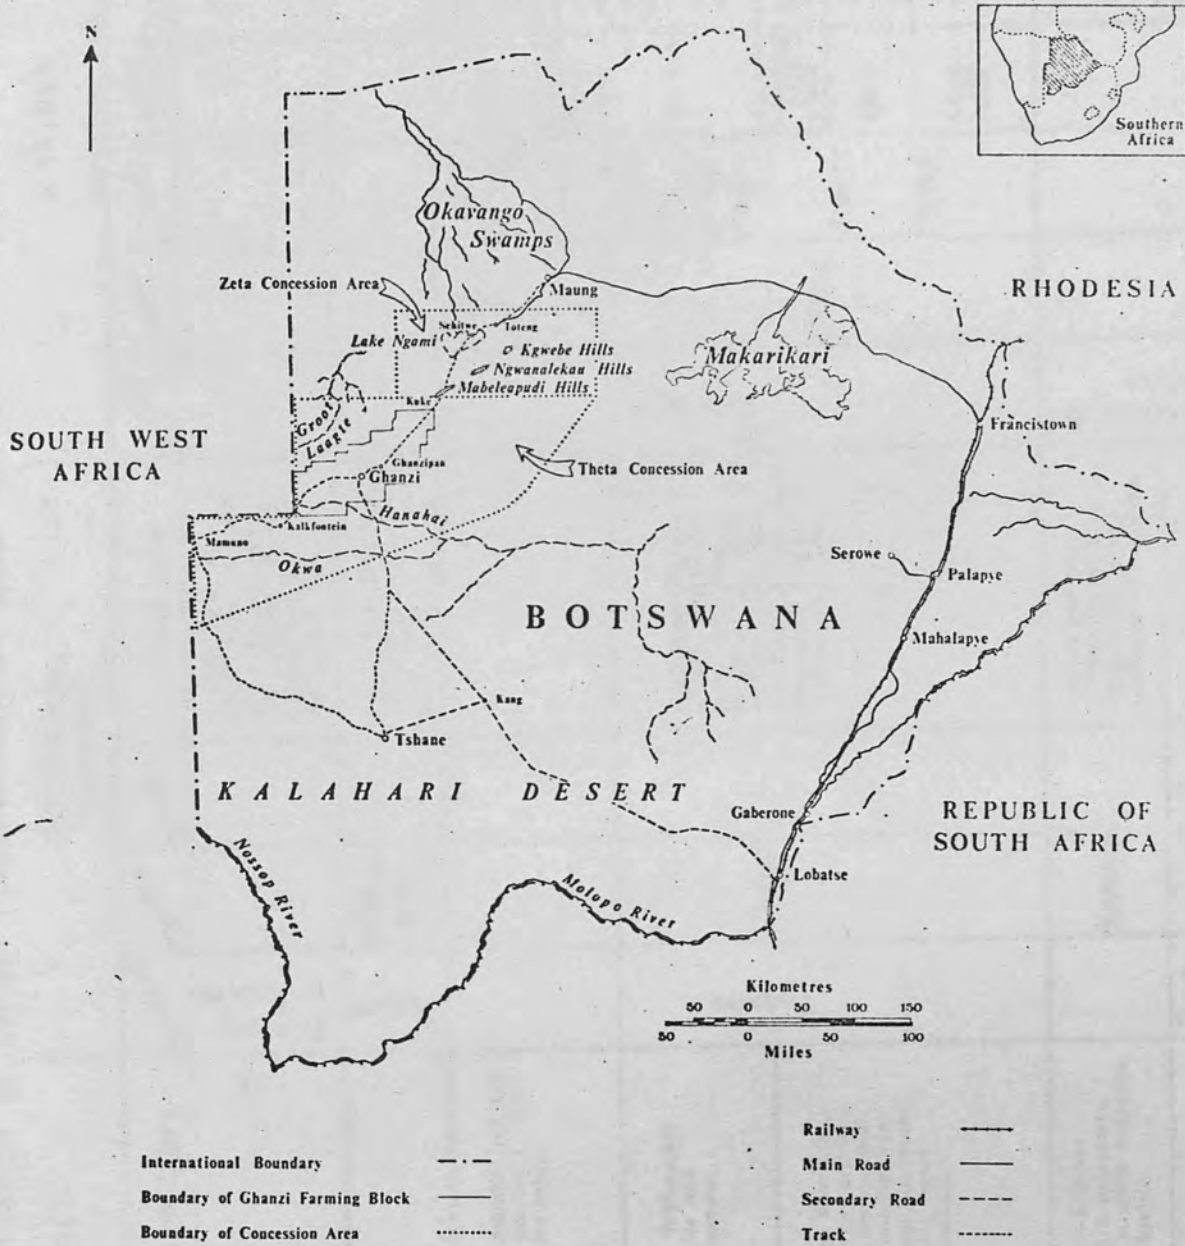 N
Southern
Africa
Okavango
Swamps
Zeta Concession Area
Maung
RHODESIA
Sehitwe
Toteng
Lake Ngami
Kgwebe Hills
Ngwanalekau Hills
Mabeleapudi Hills
Makarikari
Kuke
Groot
Laagte
Francistown
SOUTH WEST
AFRICA
Ghanzipan
Ghanzi
Theta Concession Area
Hanahai
Kalkfontein
Mamuno
Okwa
Serowe
Palapye
BOTSWANA
Mahalapye
Kang
Tshane
KALAHARI DESERT
Gaberone
REPUBLIC OF
SOUTH AFRICA
Nossop River
Molopo River
Lobatse
Kilometres
50 0 50 100 150
50 0 50 100
Miles
Railway
International Boundary
Main Road
Boundary of Ghanzi Farming Block
Secondary Road
Boundary of Concession Area
Track